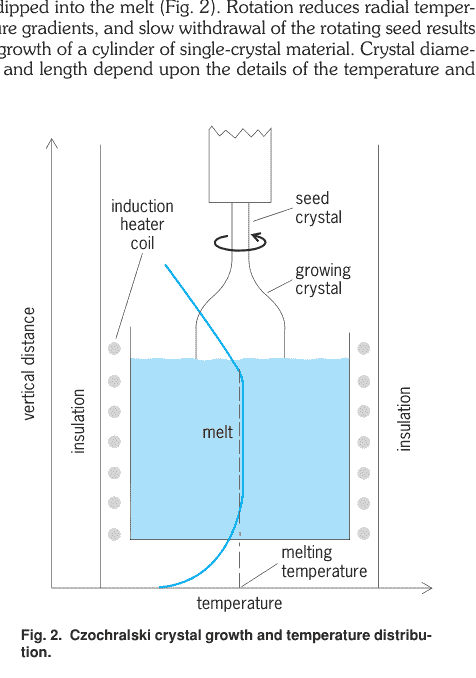 dipped into the melt (Fig. 2). Rotation reduces radial temper-
ure gradients, and slow withdrawal of the rotating seed results
growth of a cylinder of single-crystal material. Crystal diame-
and length depend upon the details of the temperature and
seed
crystal
induction
heater
coil
growing
crystal
vertical distance
insulation
insulation
melt
melting
temperature
temperature
Fig. 2. Czochralski crystal growth and temperature distribu-
tion.